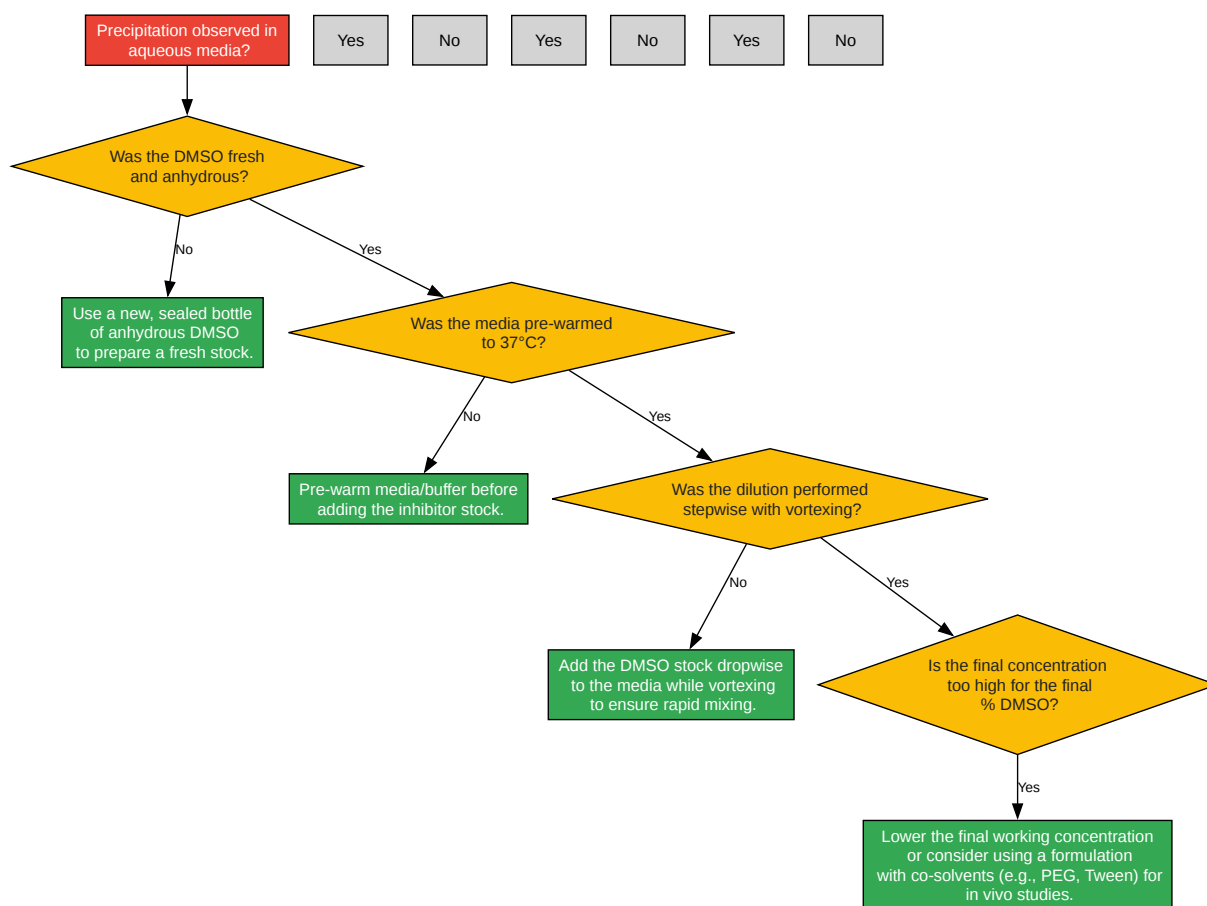 Precipitation observed in
aqueous media?
Yes
No
Yes
No
Yes
No
Was the DMSO fresh
and anhydrous?
No
Yes
Use a new, sealed bottle
of anhydrous DMSO
to prepare a fresh stock.
Was the media pre-warmed
to 37°C?
No
Yes
Pre-warm media/buffer before
adding the inhibitor stock.
Was the dilution performed
stepwise with vortexing?
No
Yes
Add the DMSO stock dropwise
to the media while vortexing
to ensure rapid mixing.
Is the final concentration
too high for the final
% DMSO?
Yes
Lower the final working concentration
or consider using a formulation
with co-solvents (e.g., PEG, Tween) for
in vivo studies.